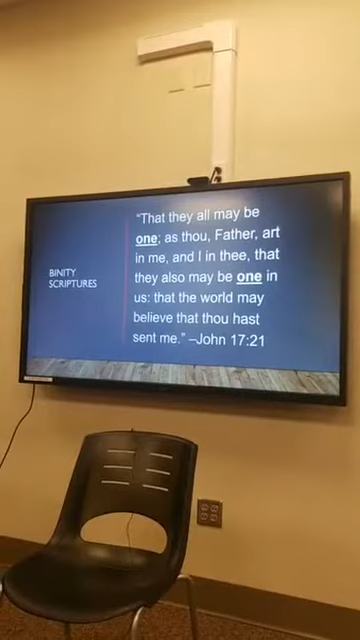 BINITY
SCRIPTURES
“That they all may be
one; as thou, Father, art
in me, and I in thee, that
they also may be one in
us: that the world may
believe that thou hast
sent me.” –John 17:21